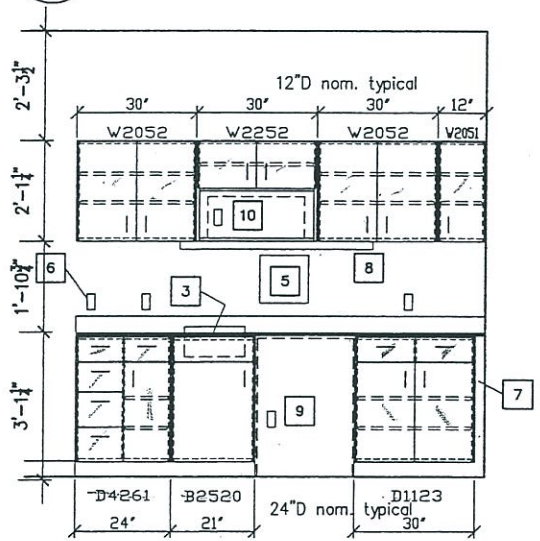 2'-3½"
12"D nom. typical
30" 30" 30" 12"
W2052 W2252 W2052 W2051
2'-1¼"
10
1'-10¾"
6 3 5 8
3'-1¼"
9 7
D4261 B2520 D1123
24"D nom. typical
24" 21" 30"